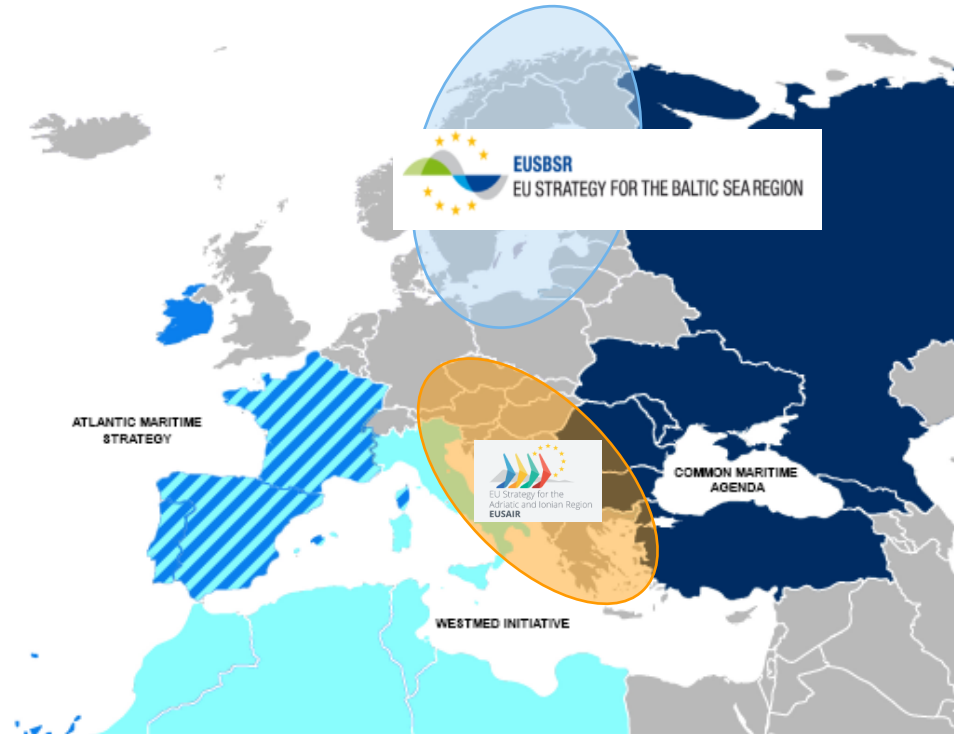 EUSBSR
EU STRATEGY FOR THE BALTIC SEA REGION
ATLANTIC MARITIME
STRATEGY
EU Strategy for the
Adriatic and Ionian Region
EUSAIR
COMMON MARITIME
AGENDA
WESTMED INITIATIVE